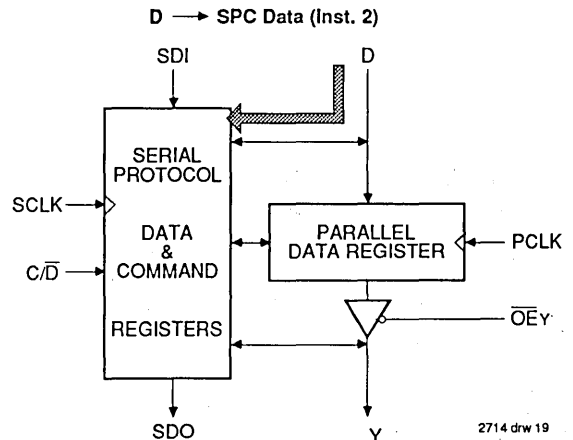 D → SPC Data (Inst. 2)
SDI
D
SERIAL
PROTOCOL
SCLK
DATA
&
COMMAND
PARALLEL
DATA REGISTER
PCLK
C/D̅
REGISTERS
O̅E̅Y
SDO
Y
2714 drw 19